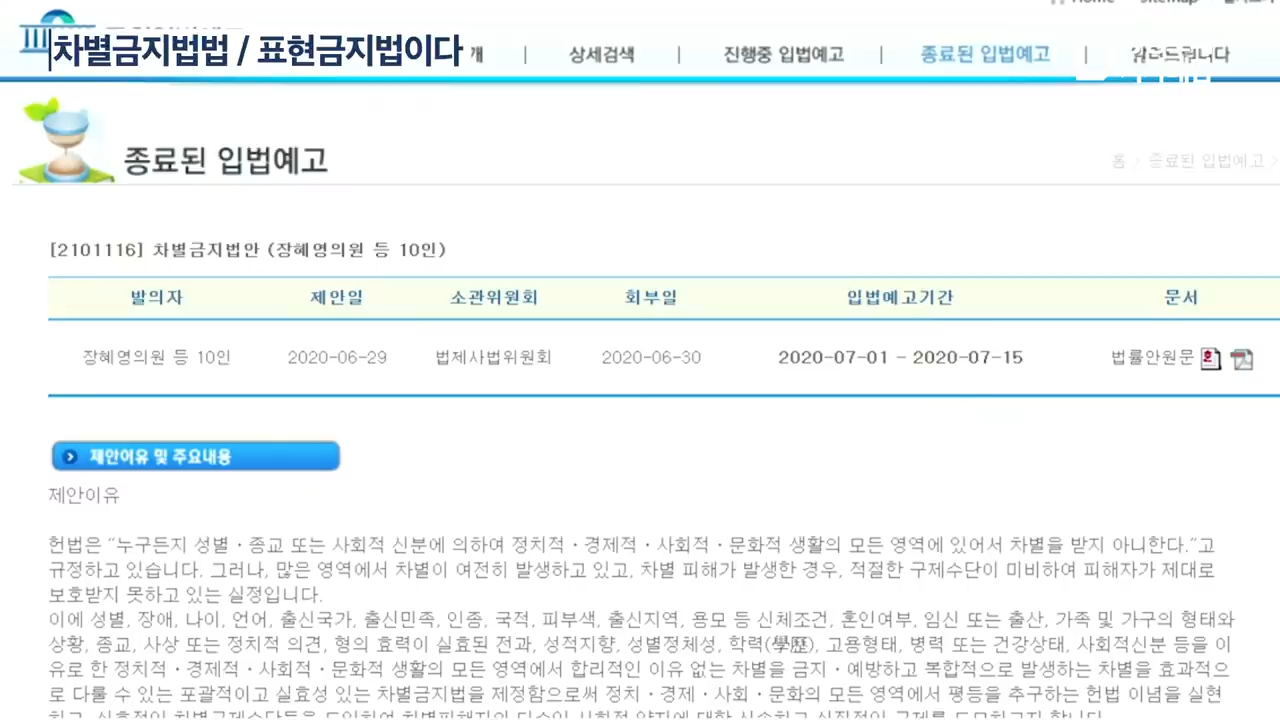 Home Sitemap
차별금지법법 / 표현금지법이다 개 | 상세검색 | 진행중 입법예고 | 종료된 입법예고 | 알려드립니다
종료된 입법예고
홈 > 종료된 입법예고 >
[2101116] 차별금지법안 (장혜영의원 등 10인)
발의자 제안일 소관위원회 회부일 입법예고기간 문서
장혜영의원 등 10인 2020-06-29 법제사법위원회 2020-06-30 2020-07-01 - 2020-07-15 법률안원문
제안이유 및 주요내용
제안이유
헌법은 “누구든지 성별·종교 또는 사회적 신분에 의하여 정치적·경제적·사회적·문화적 생활의 모든 영역에 있어서 차별을 받지 아니한다.”고
규정하고 있습니다. 그러나, 많은 영역에서 차별이 여전히 발생하고 있고, 차별 피해가 발생한 경우, 적절한 구제수단이 미비하여 피해자가 제대로
보호받지 못하고 있는 실정입니다.
이에 성별, 장애, 나이, 언어, 출신국가, 출신민족, 인종, 국적, 피부색, 출신지역, 용모 등 신체조건, 혼인여부, 임신 또는 출산, 가족 및 가구의 형태와
상황, 종교, 사상 또는 정치적 의견, 형의 효력이 실효된 전과, 성적지향, 성별정체성, 학력(學歷), 고용형태, 병력 또는 건강상태, 사회적신분 등을 이
유로 한 정치적·경제적·사회적·문화적 생활의 모든 영역에서 합리적인 이유 없는 차별을 금지·예방하고 복합적으로 발생하는 차별을 효과적으
로 다룰 수 있는 포괄적이고 실효성 있는 차별금지법을 제정함으로써 정치·경제·사회·문화의 모든 영역에서 평등을 추구하는 헌법 이념을 실현